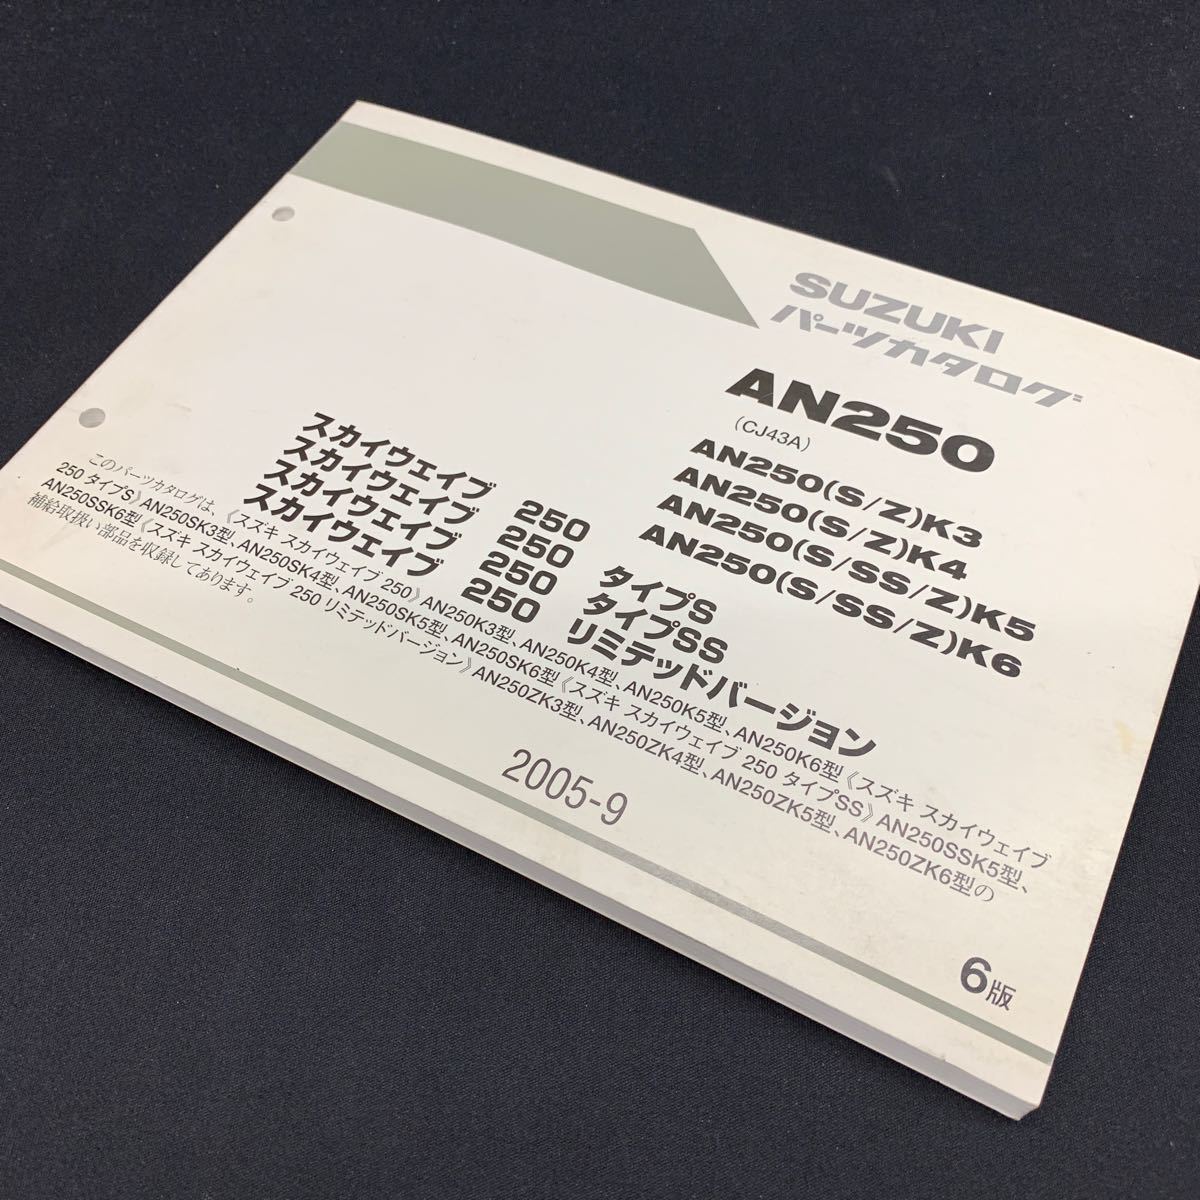 SUZUKI
パーツカタログ
AN250
(CJ43A)
AN250(S/Z)K3
AN250(S/Z)K4
AN250(S/SS/Z)K5
AN250(S/SS/Z)K6
スカイウェイブ 250
スカイウェイブ 250 タイプS
スカイウェイブ 250 タイプSS
スカイウェイブ 250 リミテッドバージョン
このパーツカタログは、《スズキ スカイウェイブ 250》AN250K3型、AN250K4型、AN250K5型、AN250K6型《スズキ スカイウェイブ
250 タイプS》AN250SK3型、AN250SK4型、AN250SK5型、AN250SK6型《スズキ スカイウェイブ 250 タイプSS》AN250SSK5型、
AN250SSK6型《スズキ スカイウェイブ 250 リミテッドバージョン》AN250ZK3型、AN250ZK4型、AN250ZK5型、AN250ZK6型の
補給取扱い部品を収録してあります。
2005-9
6版